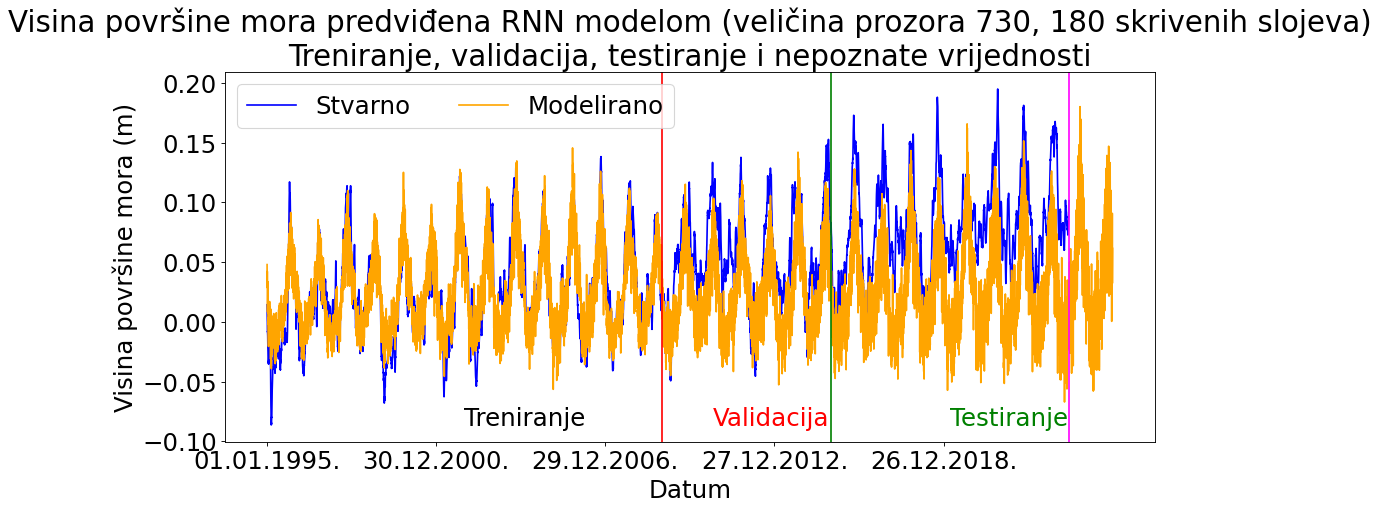 Visina površine mora predviđena RNN modelom (veličina prozora 730, 180 skrivenih slojeva)
Treniranje, validacija, testiranje i nepoznate vrijednosti
Stvarno Modelirano
Visina površine mora (m)
0.20
0.15
0.10
0.05
0.00
−0.05
−0.10
Treniranje Validacija Testiranje
01.01.1995. 30.12.2000. 29.12.2006. 27.12.2012. 26.12.2018.
Datum